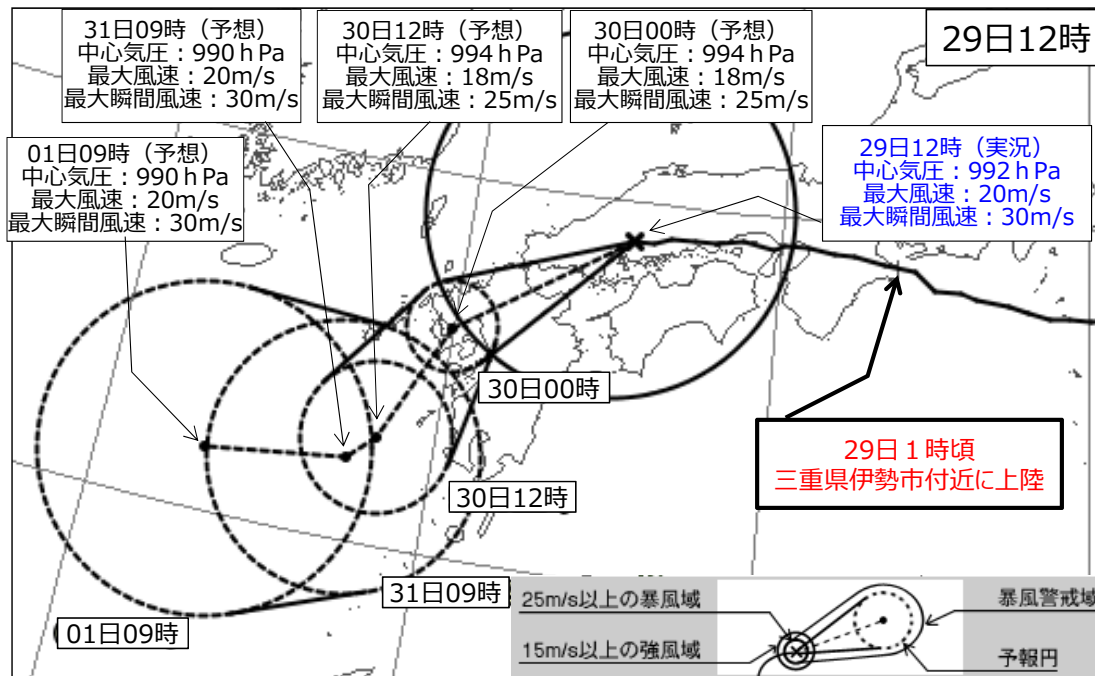 29日12時
31日09時（予想）
中心気圧：990ｈPa
最大風速：20m/s
最大瞬間風速：30m/s
30日12時（予想）
中心気圧：994ｈPa
最大風速：18m/s
最大瞬間風速：25m/s
30日00時（予想）
中心気圧：994ｈPa
最大風速：18m/s
最大瞬間風速：25m/s
01日09時（予想）
中心気圧：990ｈPa
最大風速：20m/s
最大瞬間風速：30m/s
29日12時（実況）
中心気圧：992ｈPa
最大風速：20m/s
最大瞬間風速：30m/s
30日00時
29日１時頃
三重県伊勢市付近に上陸
30日12時
31日09時
01日09時
25m/s以上の暴風域
15m/s以上の強風域
暴風警戒域
予報円